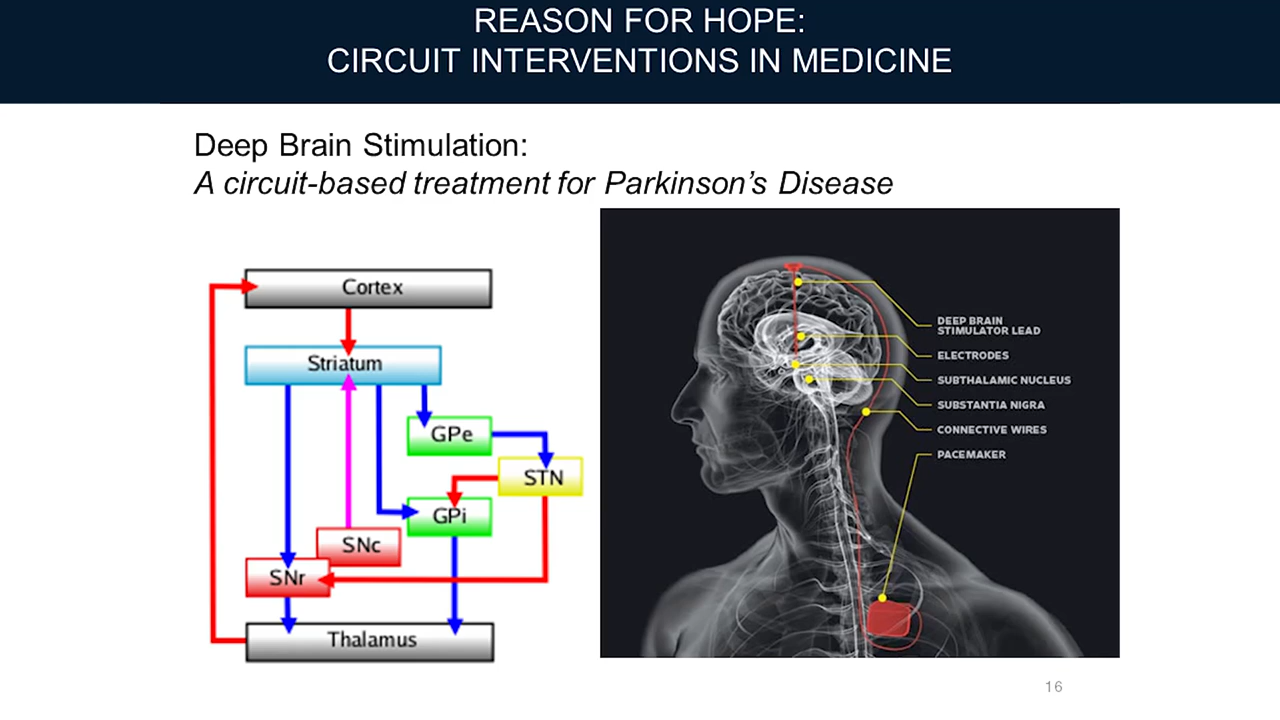 REASON FOR HOPE:
CIRCUIT INTERVENTIONS IN MEDICINE
Deep Brain Stimulation:
A circuit-based treatment for Parkinson’s Disease
Cortex
Striatum
GPe
STN
GPi
SNc
SNr
Thalamus
DEEP BRAIN
STIMULATOR LEAD
ELECTRODES
SUBTHALAMIC NUCLEUS
SUBSTANTIA NIGRA
CONNECTIVE WIRES
PACEMAKER
16